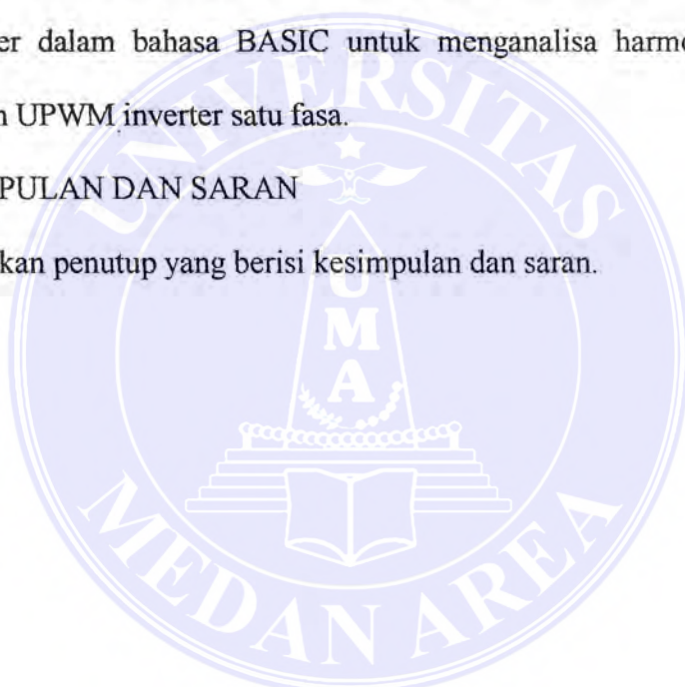 er dalam bahasa BASIC untuk menganalisa harmo
n UPWM inverter satu fasa.
PULAN DAN SARAN
kan penutup yang berisi kesimpulan dan saran.
UNIVERSITAS
UMA
MEDAN AREA